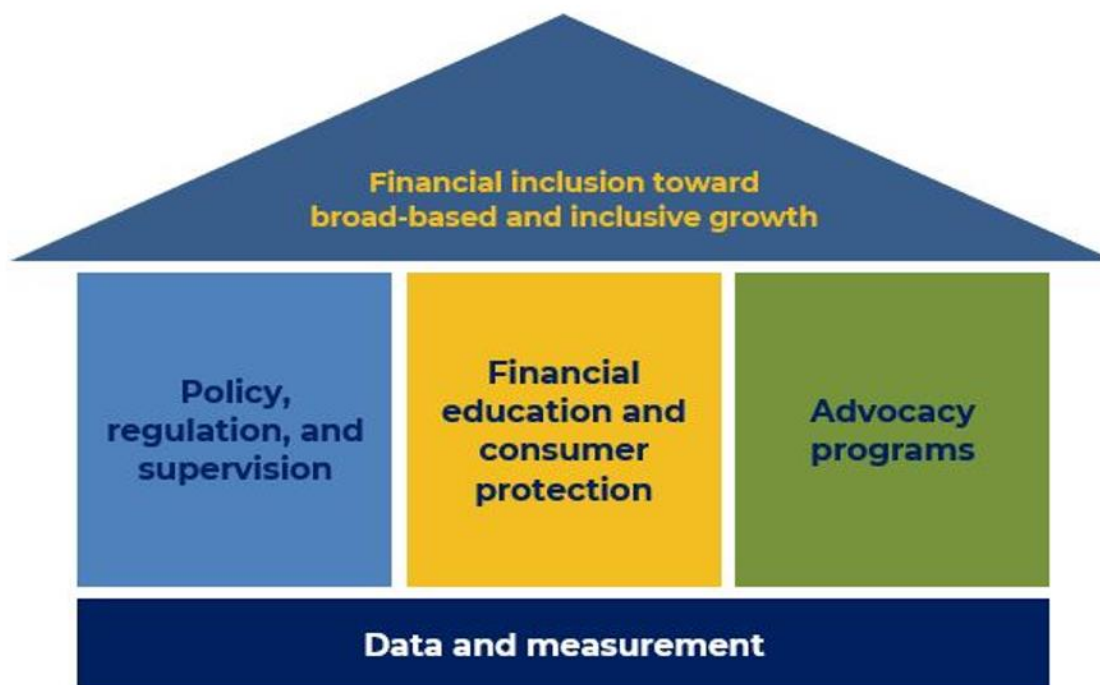 Financial inclusion toward
broad-based and inclusive growth
Policy,
regulation, and
supervision
Financial
education and
consumer
protection
Advocacy
programs
Data and measurement